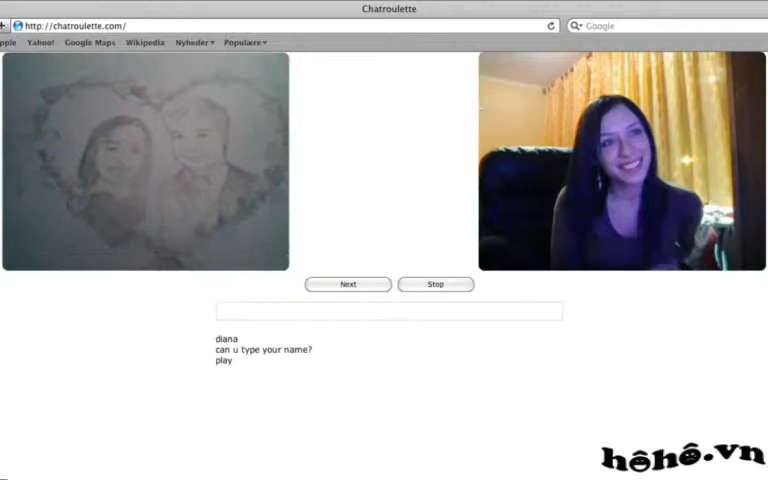 Chatroulette
http://chatroulette.com/
Google
pple Yahoo! Google Maps Wikipedia Nyheder Populære
Next Stop
diana
can u type your name?
play
hôhô.vn